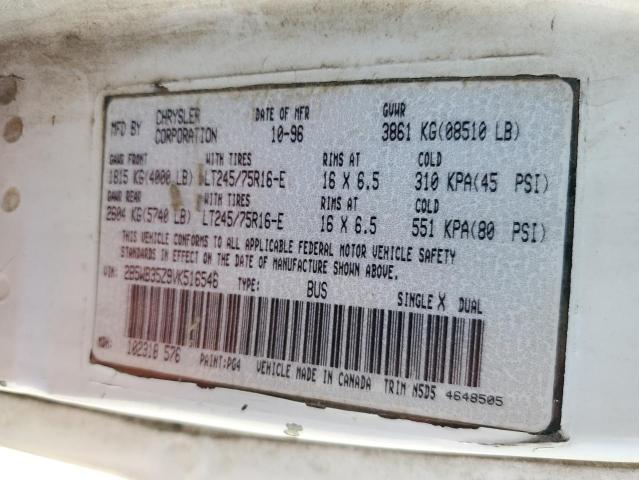 MFD BY CHRYSLER CORPORATION DATE OF MFR 10-96 GVWR 3861 KG(08510 LB)
GAWR FRONT WITH TIRES RIMS AT COLD
1815 KG(4000 LB) LT245/75R16-E 16 X 6.5 310 KPA(45 PSI)
GAWR REAR WITH TIRES RIMS AT COLD
2604 KG(5740 LB) LT245/75R16-E 16 X 6.5 551 KPA(80 PSI)
THIS VEHICLE CONFORMS TO ALL APPLICABLE FEDERAL MOTOR VEHICLE SAFETY
STANDARDS IN EFFECT ON THE DATE OF MANUFACTURE SHOWN ABOVE.
VIN: 2B5WB35Z9VK516546 TYPE: BUS SINGLE X DUAL
MDH: 102318 576 PAINT:PG4 VEHICLE MADE IN CANADA TRIM N5D5 4648505